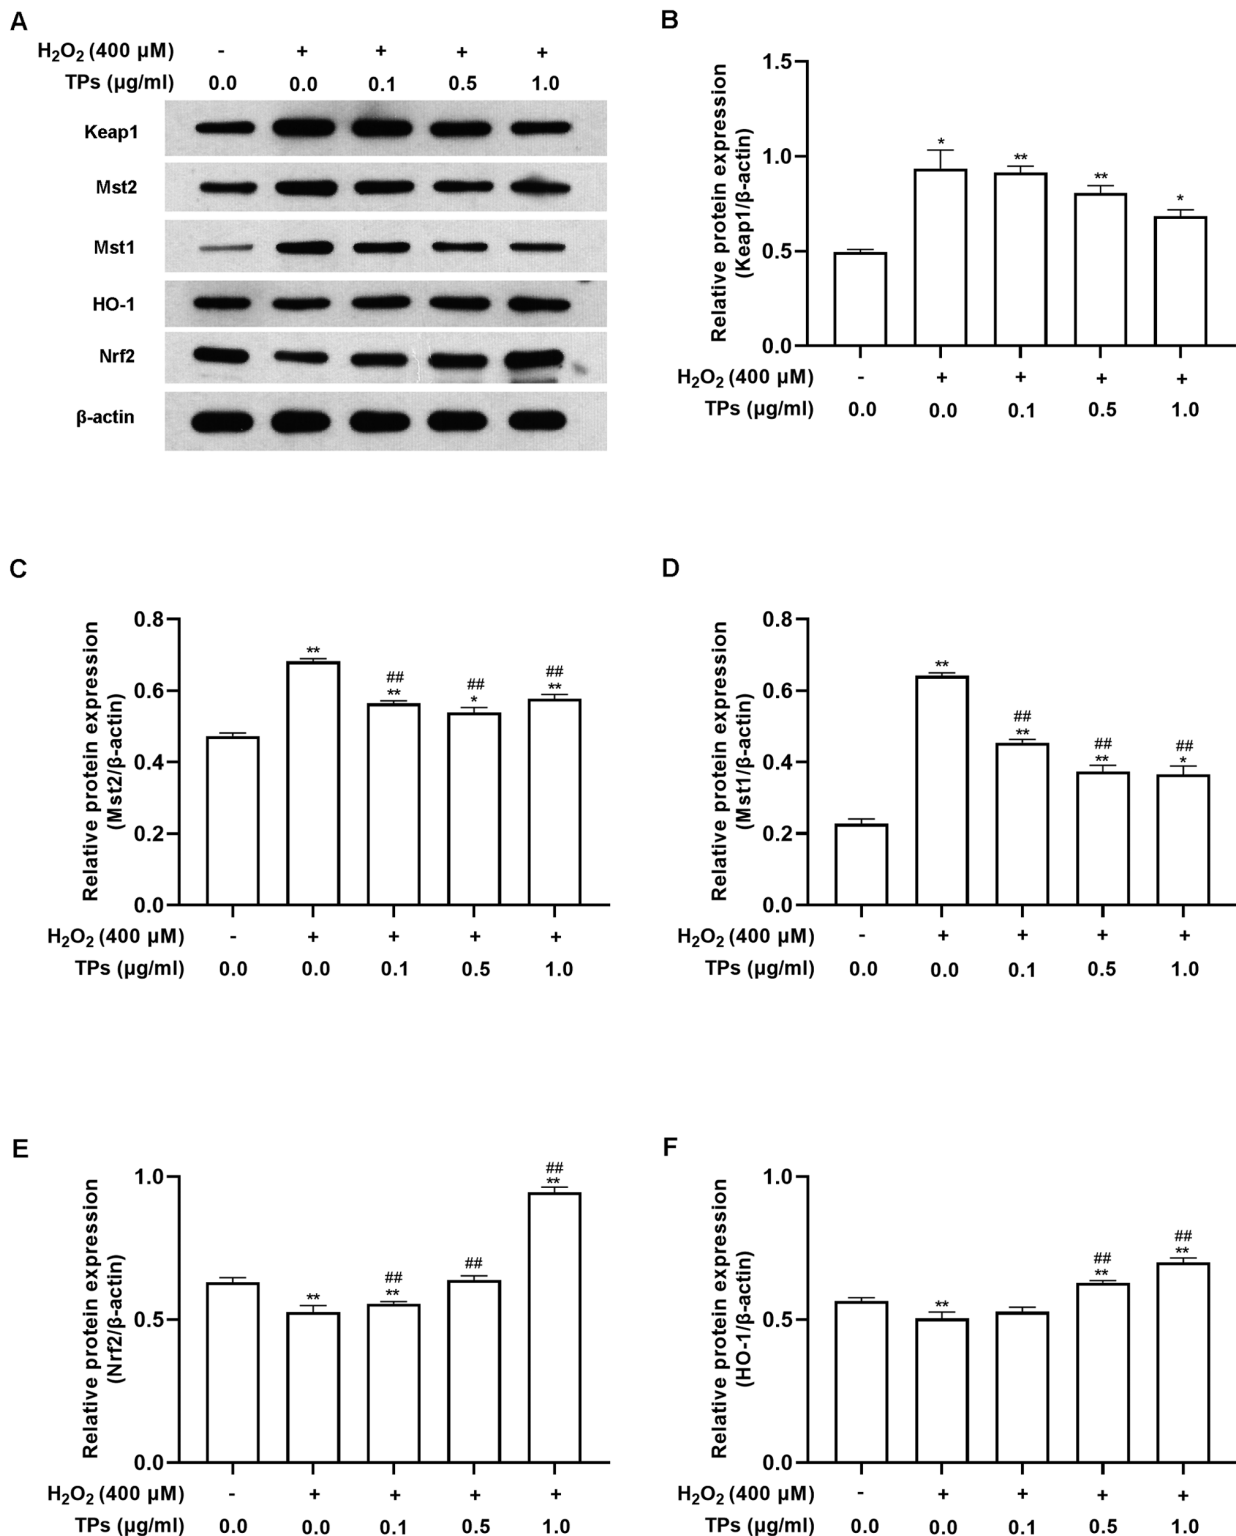 A
H₂O₂ (400 μM) - + + + +
TPs (μg/ml) 0.0 0.0 0.1 0.5 1.0
Keap1
Mst2
Mst1
HO-1
Nrf2
β-actin
B
Relative protein expression
(Keap1/β-actin)
1.5
1.0
0.5
0.0
* ** ** *
H₂O₂ (400 μM) - + + + +
TPs (μg/ml) 0.0 0.0 0.1 0.5 1.0
C
Relative protein expression
(Mst2/β-actin)
0.8
0.6
0.4
0.2
0.0
## ## ##
** ** * **
H₂O₂ (400 μM) - + + + +
TPs (μg/ml) 0.0 0.0 0.1 0.5 1.0
D
Relative protein expression
(Mst1/β-actin)
0.8
0.6
0.4
0.2
0.0
## ## ##
** ** ** *
H₂O₂ (400 μM) - + + + +
TPs (μg/ml) 0.0 0.0 0.1 0.5 1.0
E
Relative protein expression
(Nrf2/β-actin)
1.0
0.5
0.0
## ## ##
** ** **
H₂O₂ (400 μM) - + + + +
TPs (μg/ml) 0.0 0.0 0.1 0.5 1.0
F
Relative protein expression
(HO-1/β-actin)
1.0
0.5
0.0
## ##
** ** **
H₂O₂ (400 μM) - + + + +
TPs (μg/ml) 0.0 0.0 0.1 0.5 1.0